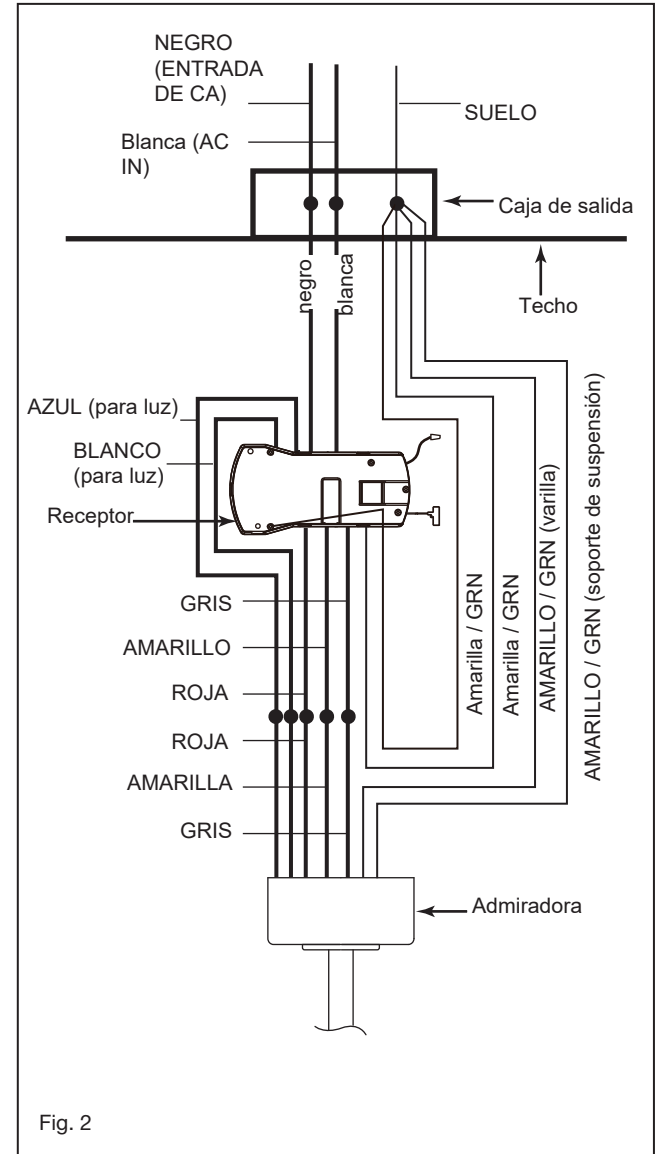 NEGRO
(ENTRADA
DE CA)
SUELO
Blanca (AC
IN)
Caja de salida
negro
blanca
Techo
AZUL (para luz)
BLANCO
(para luz)
Receptor
GRIS
AMARILLO
ROJA
ROJA
AMARILLA
GRIS
Amarilla / GRN
Amarilla / GRN
AMARILLO / GRN (varilla)
AMARILLO / GRN (soporte de suspensión)
Admiradora
Fig. 2